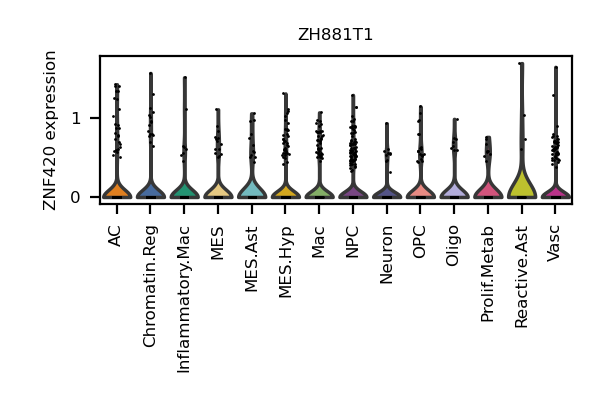 ZH881T1
ZNF420 expression
1
0
AC
Chromatin.Reg
Inflammatory.Mac
MES
MES.Ast
MES.Hyp
Mac
NPC
Neuron
OPC
Oligo
Prolif.Metab
Reactive.Ast
Vasc